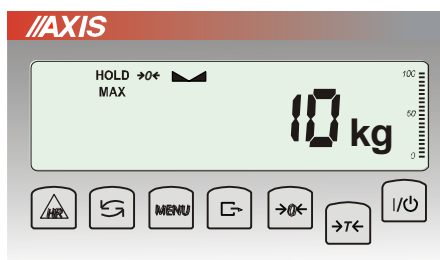 //AXIS
HOLD →0← 100
MAX
50
10 kg
0
HR MENU →0← →T← I/⏻